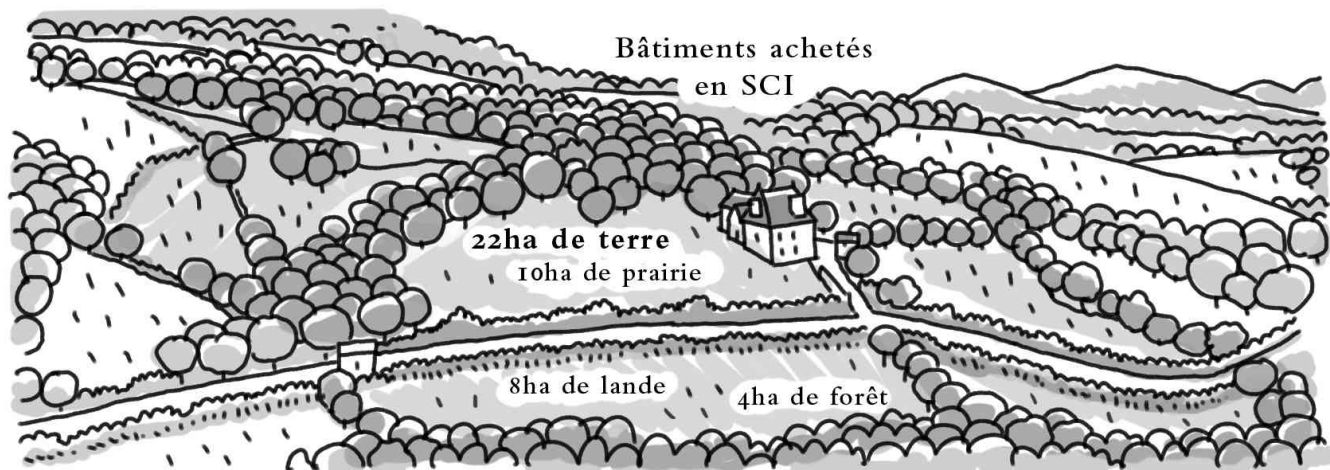 Bâtiments achetés
en SCI
22ha de terre
10ha de prairie
8ha de lande
4ha de forêt